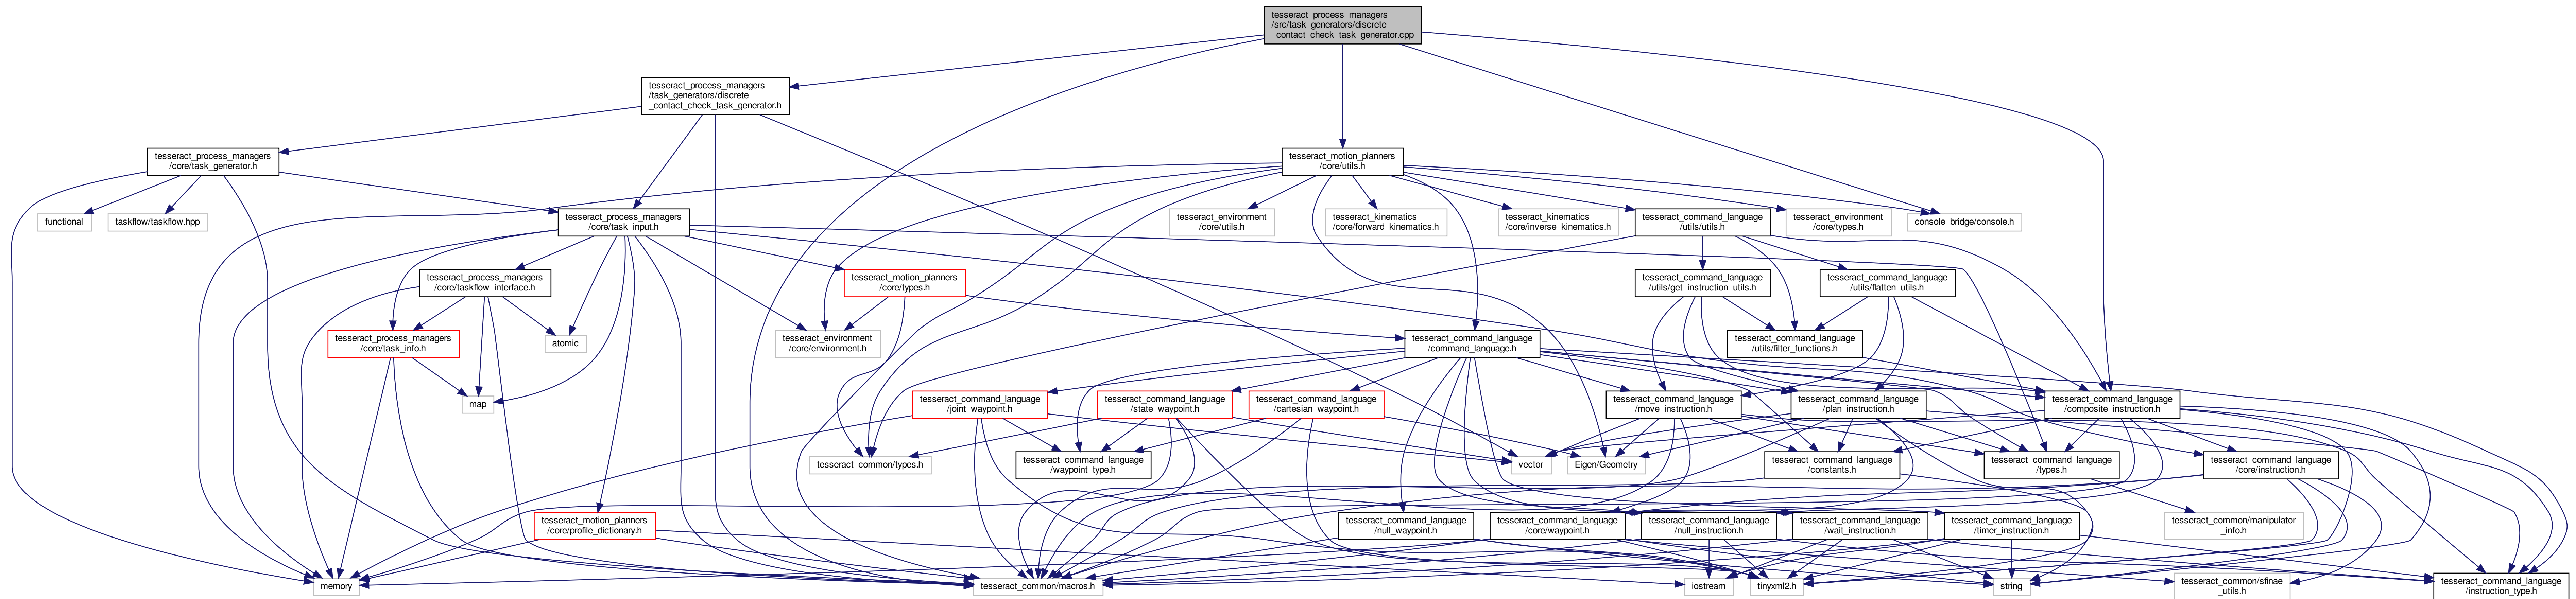 tesseract_process_managers
/src/task_generators/discrete
_contact_check_task_generator.cpp
tesseract_process_managers
/task_generators/discrete
_contact_check_task_generator.h
tesseract_process_managers
/core/task_generator.h
tesseract_motion_planners
/core/utils.h
functional
taskflow/taskflow.hpp
tesseract_process_managers
/core/task_input.h
tesseract_environment
/core/utils.h
tesseract_kinematics
/core/forward_kinematics.h
tesseract_kinematics
/core/inverse_kinematics.h
tesseract_command_language
/utils/utils.h
tesseract_environment
/core/types.h
console_bridge/console.h
tesseract_process_managers
/core/taskflow_interface.h
tesseract_motion_planners
/core/types.h
tesseract_command_language
/utils/get_instruction_utils.h
tesseract_command_language
/utils/flatten_utils.h
tesseract_process_managers
/core/task_info.h
atomic
tesseract_environment
/core/environment.h
tesseract_command_language
/command_language.h
tesseract_command_language
/utils/filter_functions.h
map
tesseract_command_language
/joint_waypoint.h
tesseract_command_language
/state_waypoint.h
tesseract_command_language
/cartesian_waypoint.h
tesseract_command_language
/move_instruction.h
tesseract_command_language
/plan_instruction.h
tesseract_command_language
/composite_instruction.h
tesseract_common/types.h
tesseract_command_language
/waypoint_type.h
vector
Eigen/Geometry
tesseract_command_language
/constants.h
tesseract_command_language
/types.h
tesseract_command_language
/core/instruction.h
tesseract_motion_planners
/core/profile_dictionary.h
tesseract_command_language
/null_waypoint.h
tesseract_command_language
/core/waypoint.h
tesseract_command_language
/null_instruction.h
tesseract_command_language
/wait_instruction.h
tesseract_command_language
/timer_instruction.h
tesseract_common/manipulator
_info.h
memory
tesseract_common/macros.h
iostream
tinyxml2.h
string
tesseract_common/sfinae
_utils.h
tesseract_command_language
/instruction_type.h